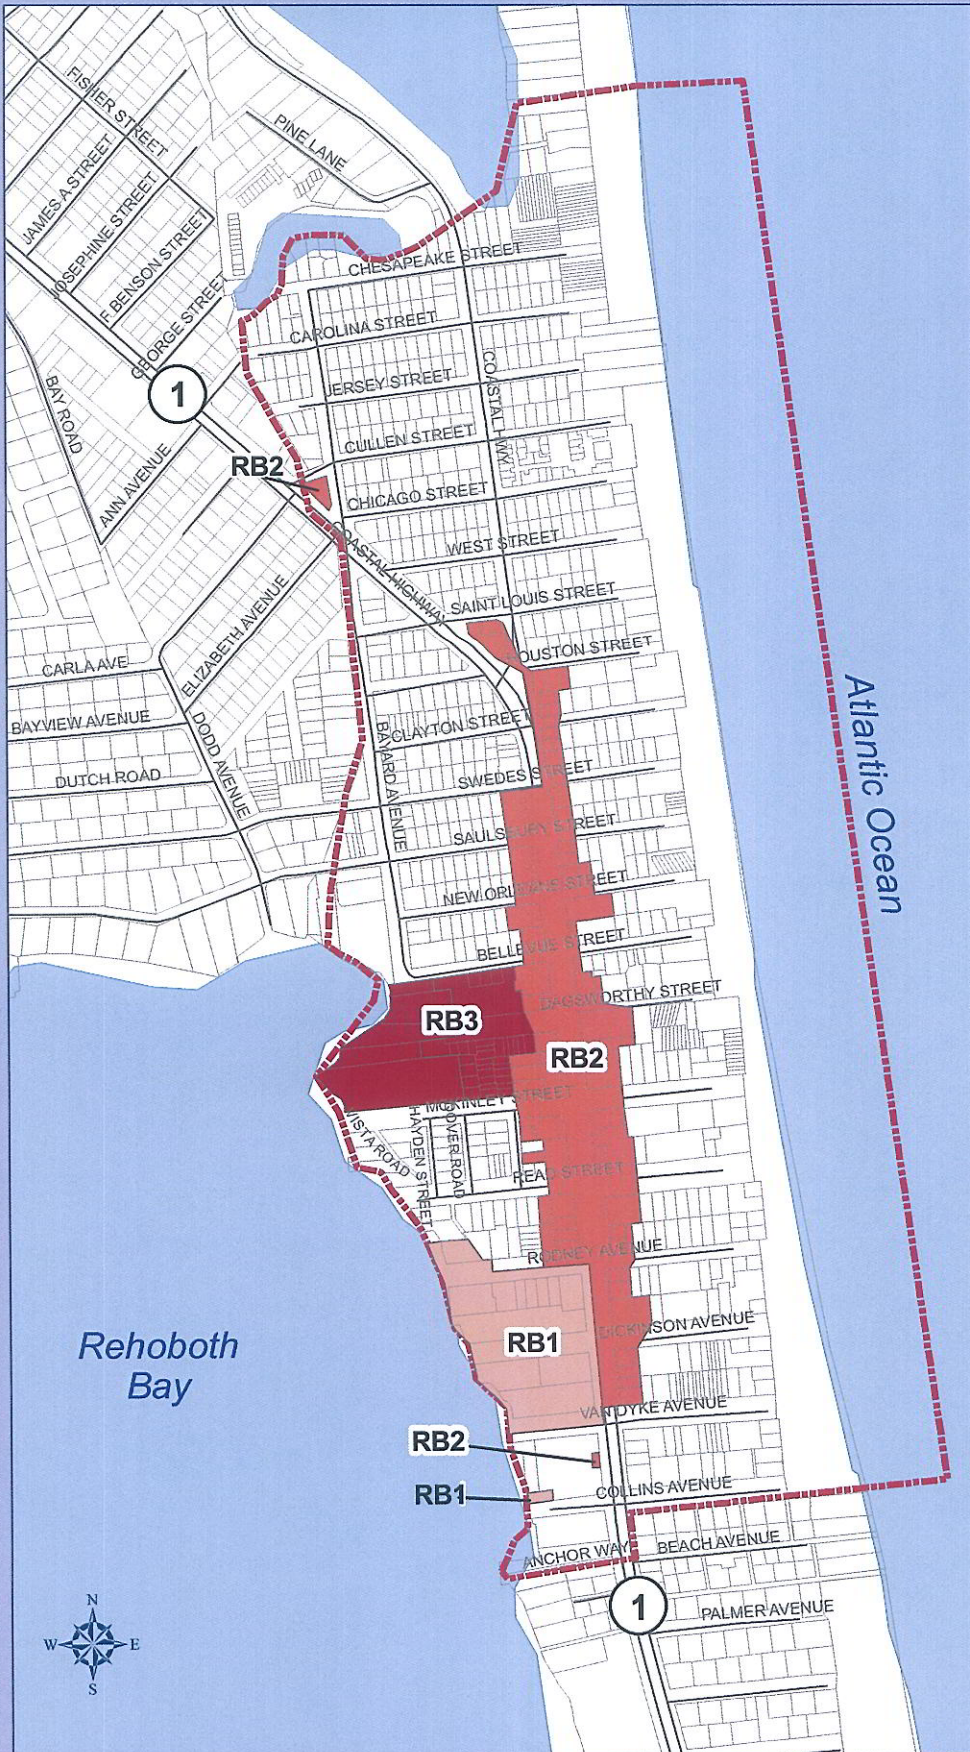 FISHER STREET
PINE LANE
JAMES A STREET
JOSEPHINE STREET
F BENSON STREET
GEORGE STREET
CHESAPEAKE STREET
CAROLINA STREET
JERSEY STREET
COASTAL HWY
BAY ROAD
1
CULLEN STREET
ANN AVENUE
RB2
CHICAGO STREET
COASTAL HIGHWAY
WEST STREET
SAINT LOUIS STREET
ELIZABETH AVENUE
HOUSTON STREET
CARLA AVE
BAYVIEW AVENUE
DODD AVENUE
BAYARD AVENUE
CLAYTON STREET
Atlantic Ocean
DUTCH ROAD
SWEDES STREET
SAULSBURY STREET
NEW ORLEANS STREET
BELLEVUE STREET
DAGSWORTHY STREET
RB3
RB2
MCKINLEY STREET
VISTA ROAD
HAYDEN STREET
HOOVER ROAD
READ STREET
RODNEY AVENUE
DICKINSON AVENUE
RB1
Rehoboth
Bay
VAN DYKE AVENUE
RB2
RB1
COLLINS AVENUE
ANCHOR WAY
BEACH AVENUE
1
PALMER AVENUE
N
W
E
S